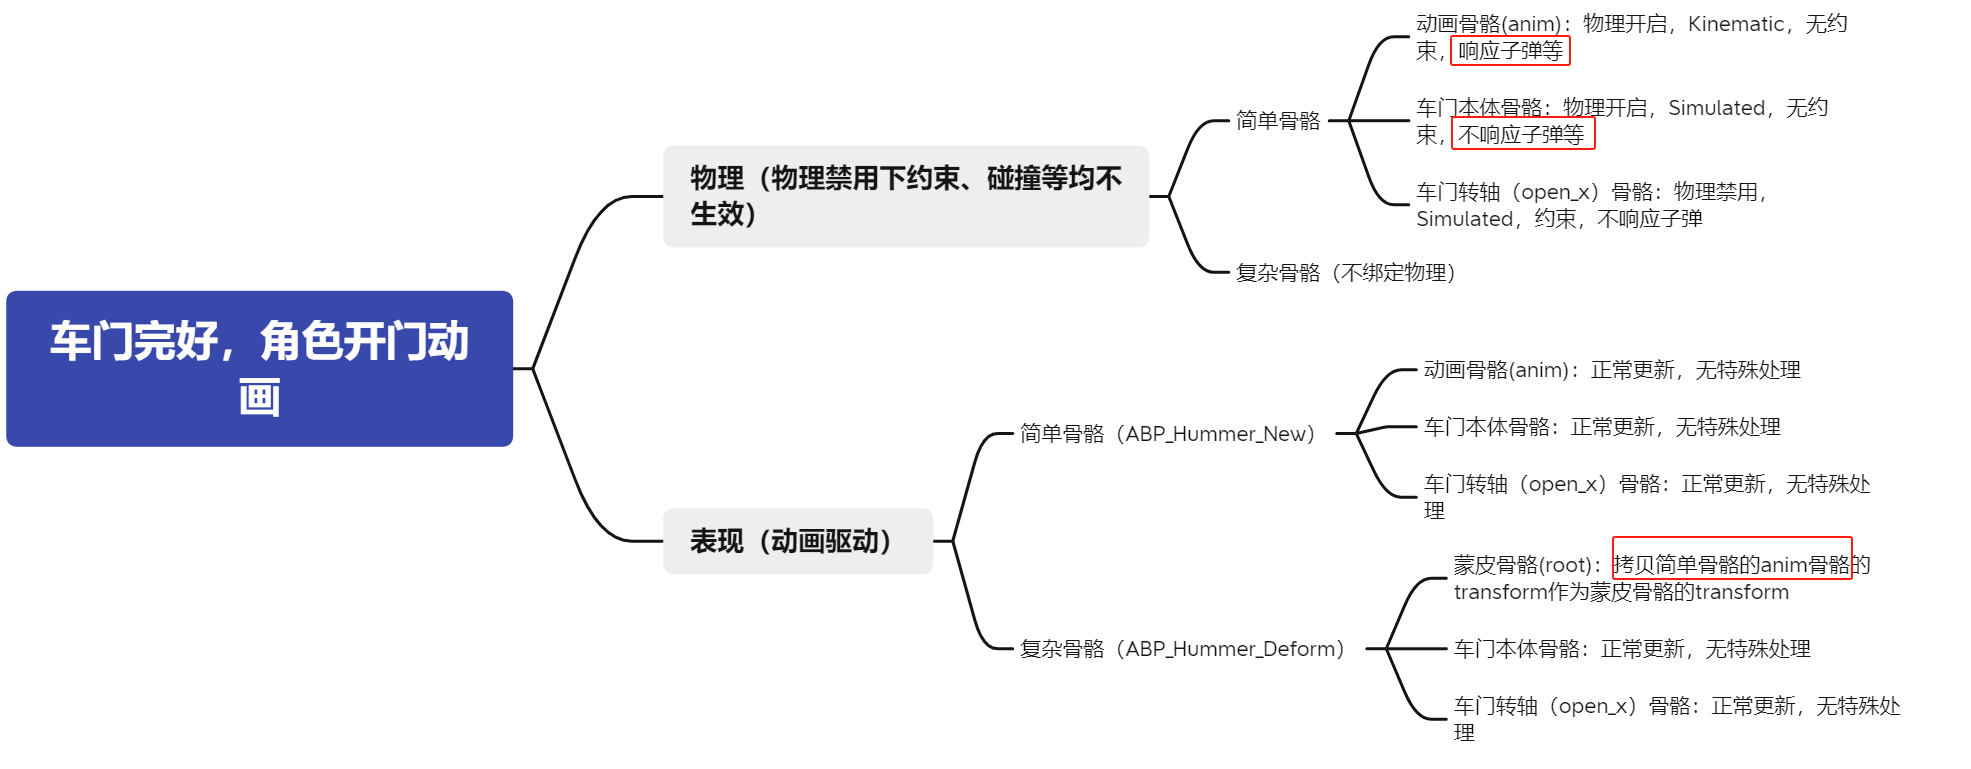 车门完好，角色开门动
画
物理（物理禁用下约束、碰撞等均不
生效）
简单骨骼
动画骨骼(anim)：物理开启，Kinematic，无约
束，响应子弹等
车门本体骨骼：物理开启，Simulated，无约
束，不响应子弹等
车门转轴（open_x）骨骼：物理禁用，
Simulated，约束，不响应子弹
复杂骨骼（不绑定物理）
表现（动画驱动）
简单骨骼（ABP_Hummer_New）
动画骨骼(anim)：正常更新，无特殊处理
车门本体骨骼：正常更新，无特殊处理
车门转轴（open_x）骨骼：正常更新，无特殊处
理
复杂骨骼（ABP_Hummer_Deform）
蒙皮骨骼(root)：拷贝简单骨骼的anim骨骼的
transform作为蒙皮骨骼的transform
车门本体骨骼：正常更新，无特殊处理
车门转轴（open_x）骨骼：正常更新，无特殊处
理